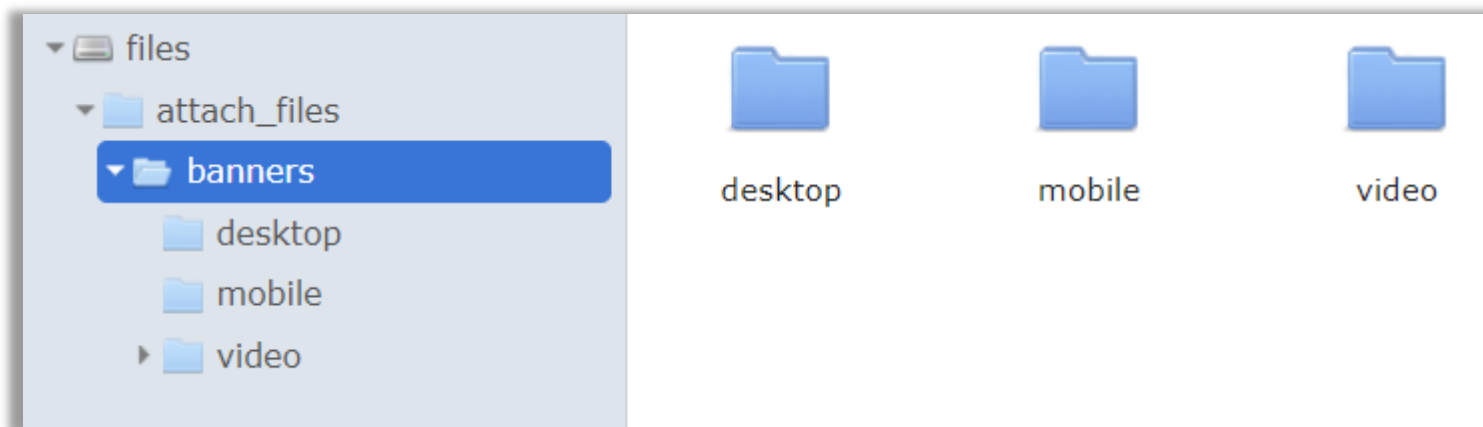 files
attach_files
banners
desktop
mobile
video
desktop mobile video